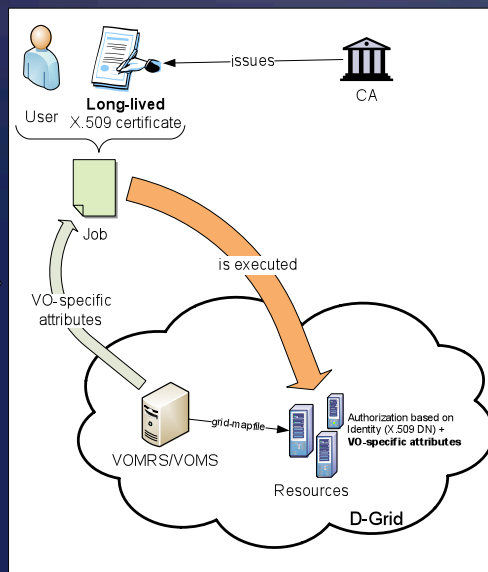 issues
CA
User
Long-lived
X.509 certificate
Job
is executed
VO-specific
attributes
grid-mapfile
VOMRS/VOMS
Authorization based on
Identity (X.509 DN) +
VO-specific attributes
Resources
D-Grid